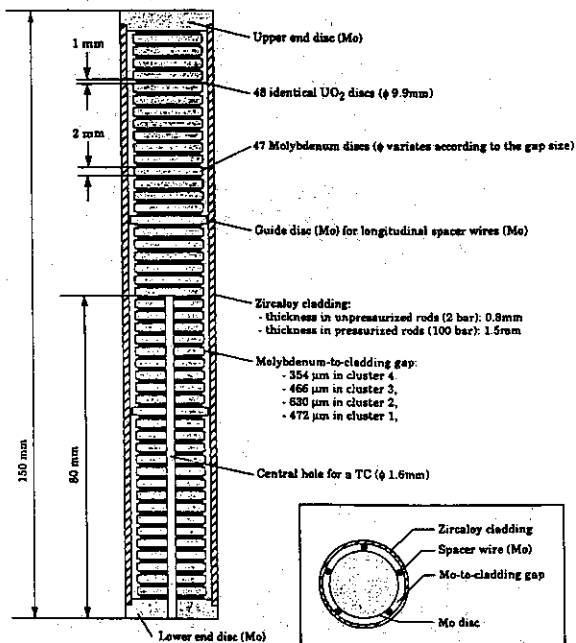 Upper end disc (Mo)
1 mm
48 identical UO₂ discs (ϕ 9.9mm)
2 mm
47 Molybdenum discs (ϕ variates according to the gap size)
Guide disc (Mo) for longitudinal spacer wires (Mo)
Zircaloy cladding:
- thickness in unpressurized rods (2 bar): 0.8mm
- thickness in pressurized rods (100 bar): 1.5mm
Molybdenum-to-cladding gap:
- 354 μm in cluster 4.
- 466 μm in cluster 3,
- 630 μm in cluster 2,
- 472 μm in cluster 1,
150 mm
80 mm
Central hole for a TC (ϕ 1.6mm)
Zircaloy cladding
Spacer wire (Mo)
Mo-to-cladding gap
Mo disc
Lower end disc (Mo)